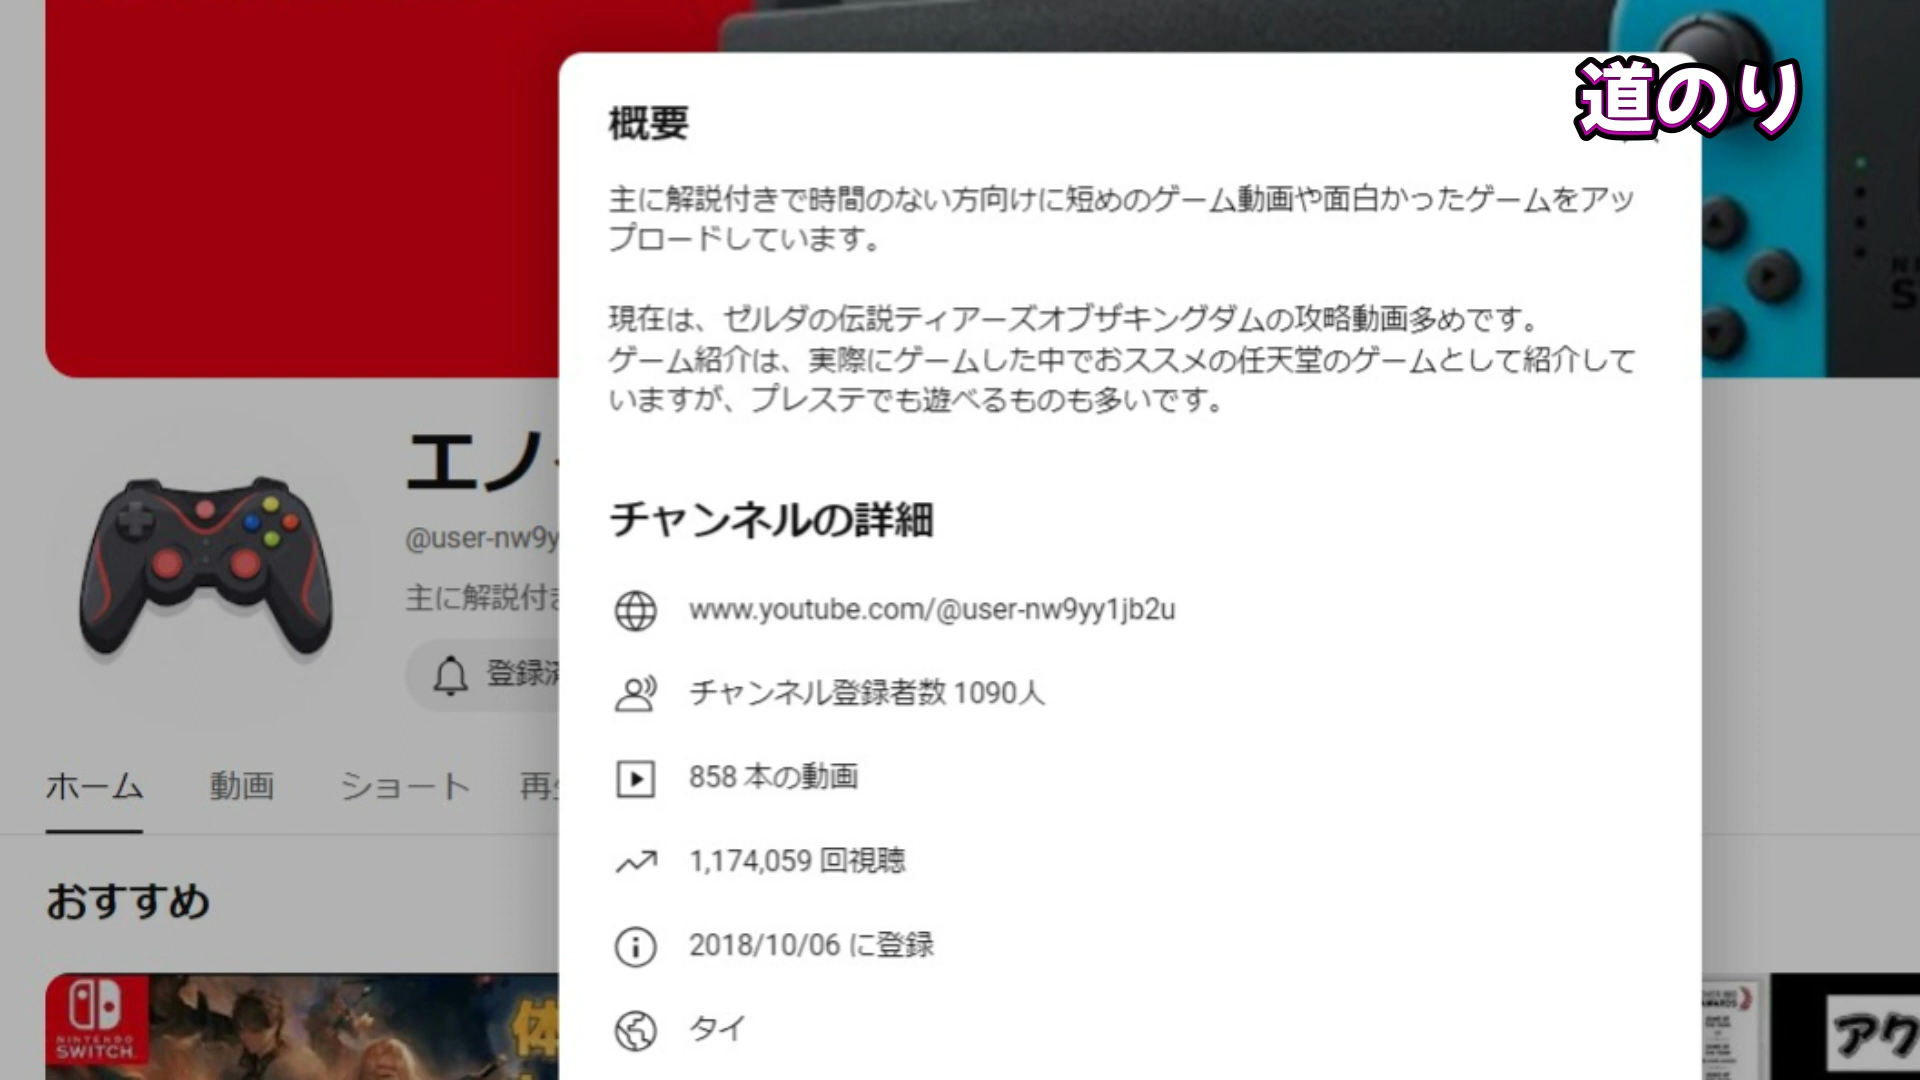 道のり
概要
主に解説付きで時間のない方向けに短めのゲーム動画や面白かったゲームをアッ
プロードしています。
現在は、ゼルダの伝説ティアーズオブザキングダムの攻略動画多めです。
ゲーム紹介は、実際にゲームした中でおススメの任天堂のゲームとして紹介して
いますが、プレステでも遊べるものも多いです。
チャンネルの詳細
www.youtube.com/@user-nw9yy1jb2u
チャンネル登録者数 1090人
858 本の動画
1,174,059 回視聴
2018/10/06 に登録
タイ
エノ
@user-nw9y
主に解説付き
登録済
ホーム 動画 ショート 再生
おすすめ
NINTENDO
SWITCH
体
アク